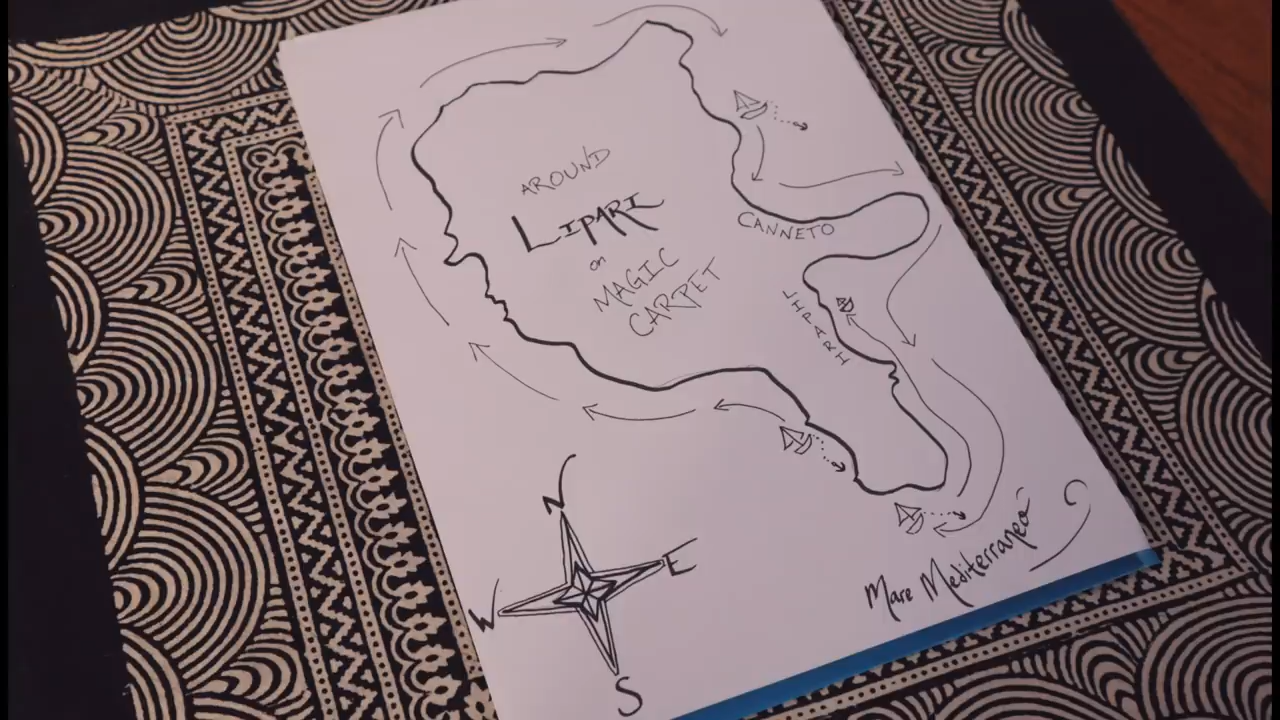 AROUND
LIPARI
on
MAGIC
CARPET
CANNETO
LIPARI
N
W
E
S
Mare Mediterraneo